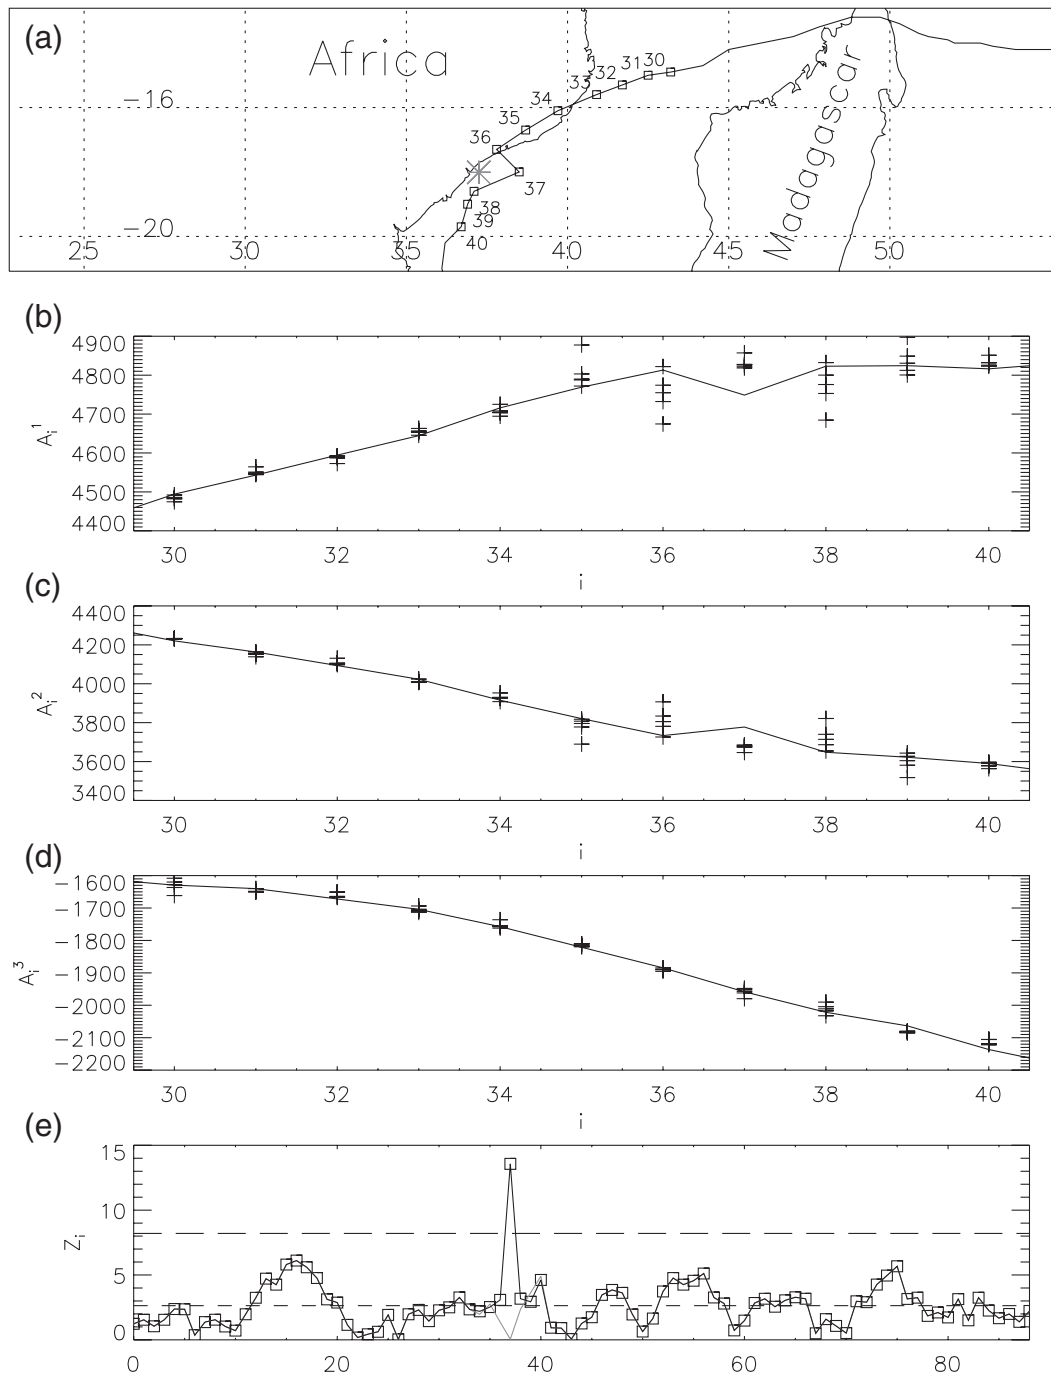 (a)
Africa
Madagascar
31 30
32
33
34
35
36
37
38
39
40
-16
-20
25 30 35 40 45 50
(b)
4900
4800
4700
4600
4500
4400
A_i^1
30 32 34 36 38 40
i
(c)
4400
4200
4000
3800
3600
3400
A_i^2
30 32 34 36 38 40
i
(d)
-1600
-1700
-1800
-1900
-2000
-2100
-2200
A_i^3
30 32 34 36 38 40
i
(e)
15
10
5
0
Z_i
0 20 40 60 80